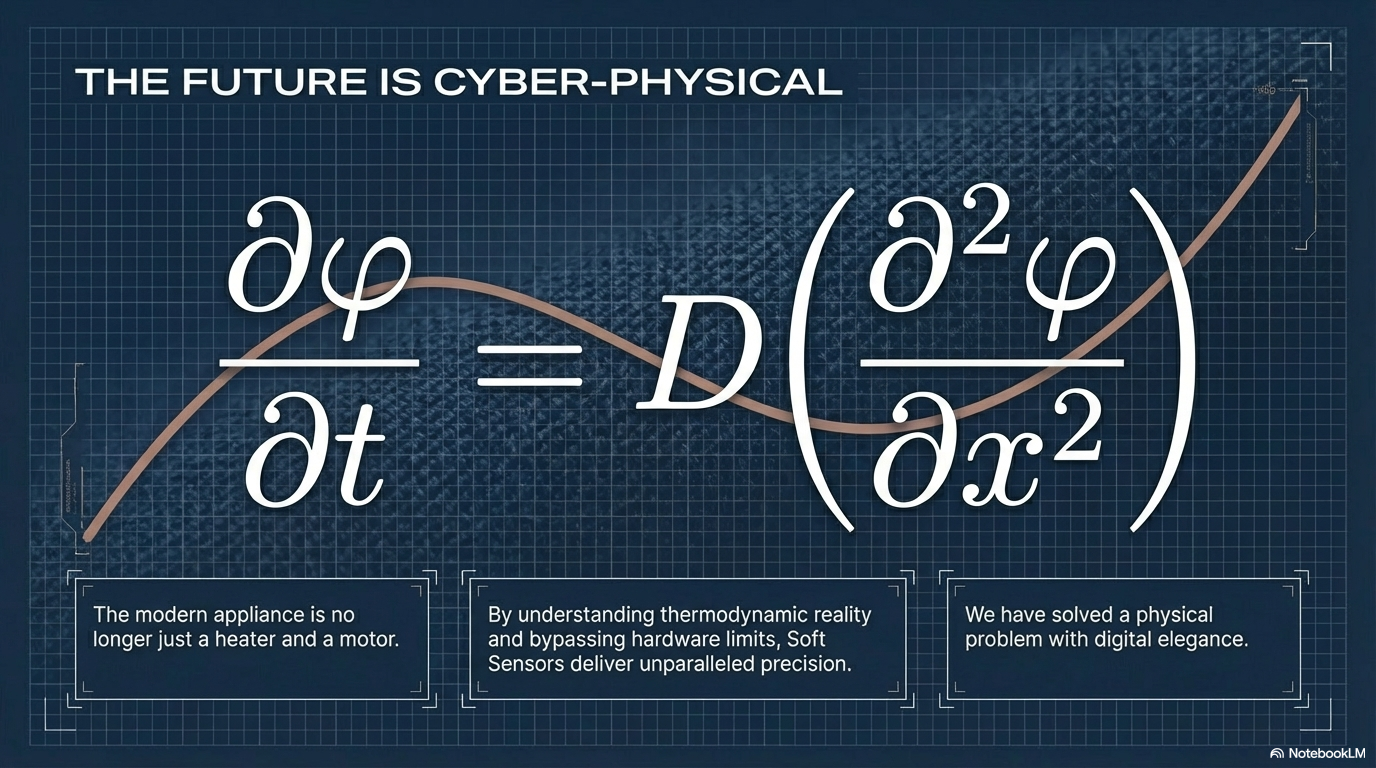 THE FUTURE IS CYBER-PHYSICAL
∂φ/∂t = D(∂²φ/∂x²)
The modern appliance is no
longer just a heater and a motor.
By understanding thermodynamic reality
and bypassing hardware limits, Soft
Sensors deliver unparalleled precision.
We have solved a physical
problem with digital elegance.
NotebookLM